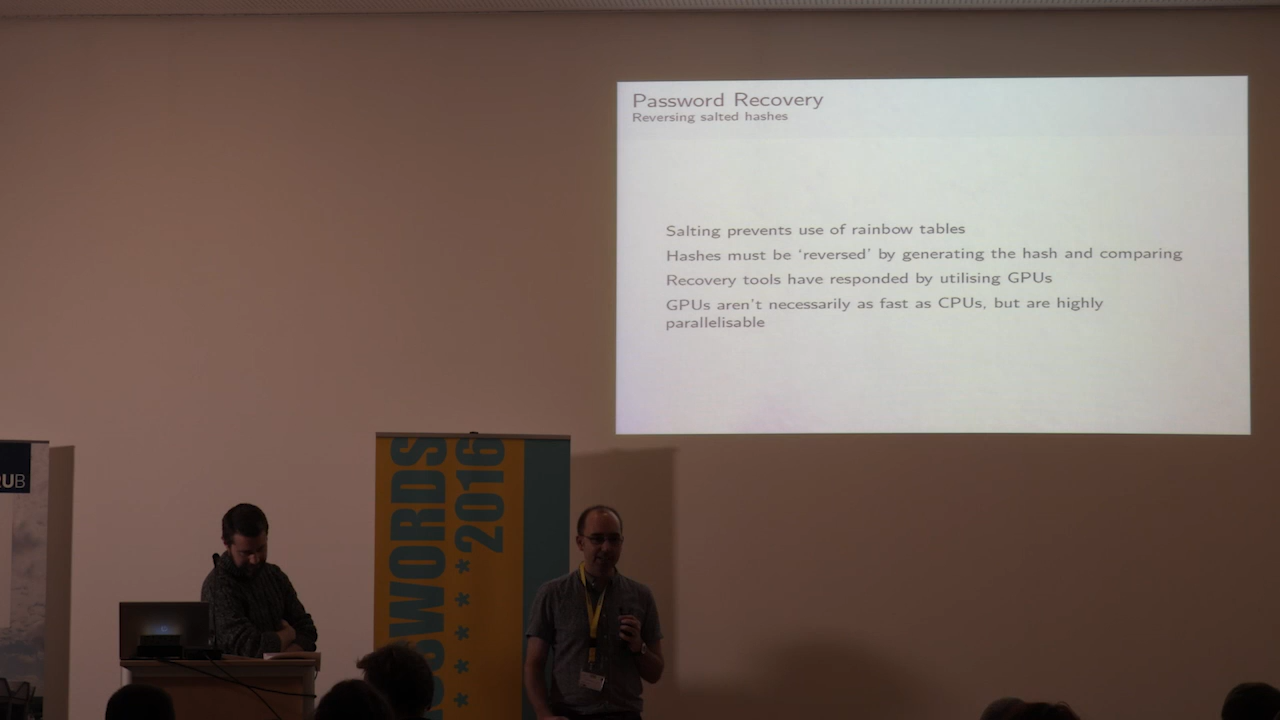 Password Recovery
Reversing salted hashes
Salting prevents use of rainbow tables
Hashes must be ‘reversed’ by generating the hash and comparing
Recovery tools have responded by utilising GPUs
GPUs aren’t necessarily as fast as CPUs, but are highly
parallelisable
SSWORDS
2016 * * * * *
RUB